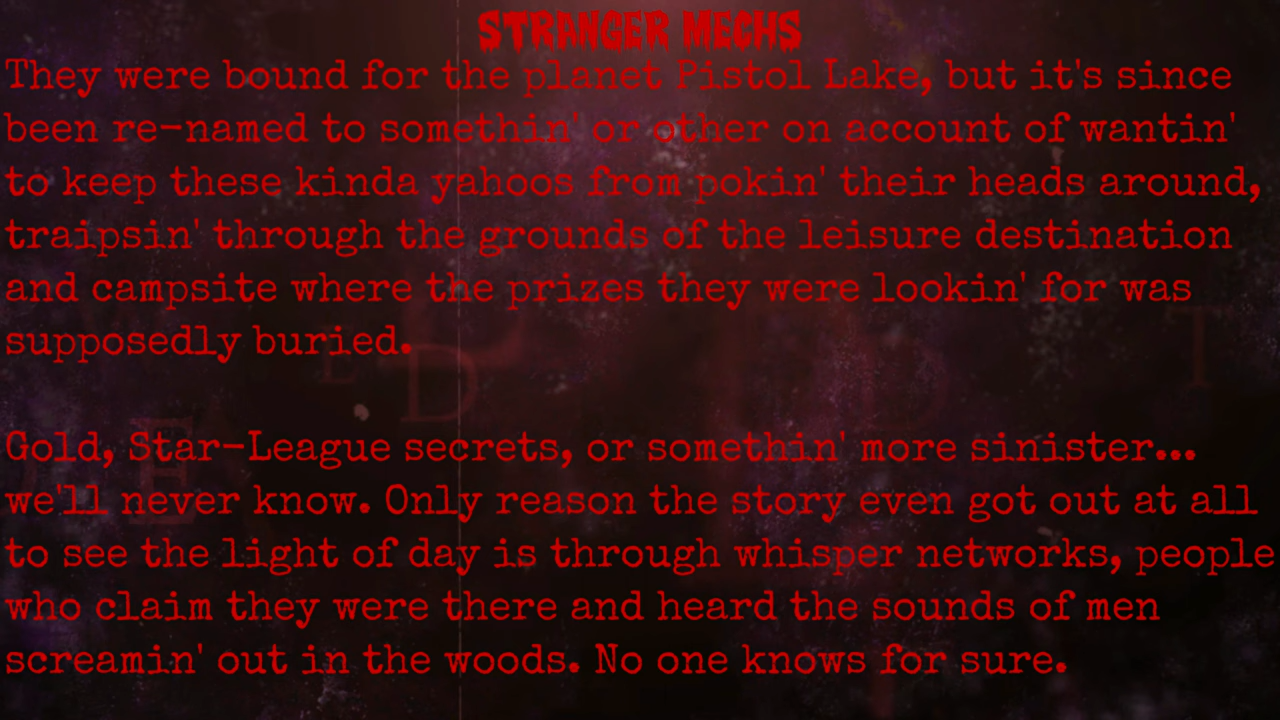 STRANGER MECHS
They were bound for the planet Pistol Lake, but it's since
been re-named to somethin' or other on account of wantin'
to keep these kinda yahoos from pokin' their heads around,
traipsin' through the grounds of the leisure destination
and campsite where the prizes they were lookin' for was
supposedly buried.
Gold, Star-League secrets, or somethin' more sinister...
we'll never know. Only reason the story even got out at all
to see the light of day is through whisper networks, people
who claim they were there and heard the sounds of men
screamin' out in the woods. No one knows for sure.